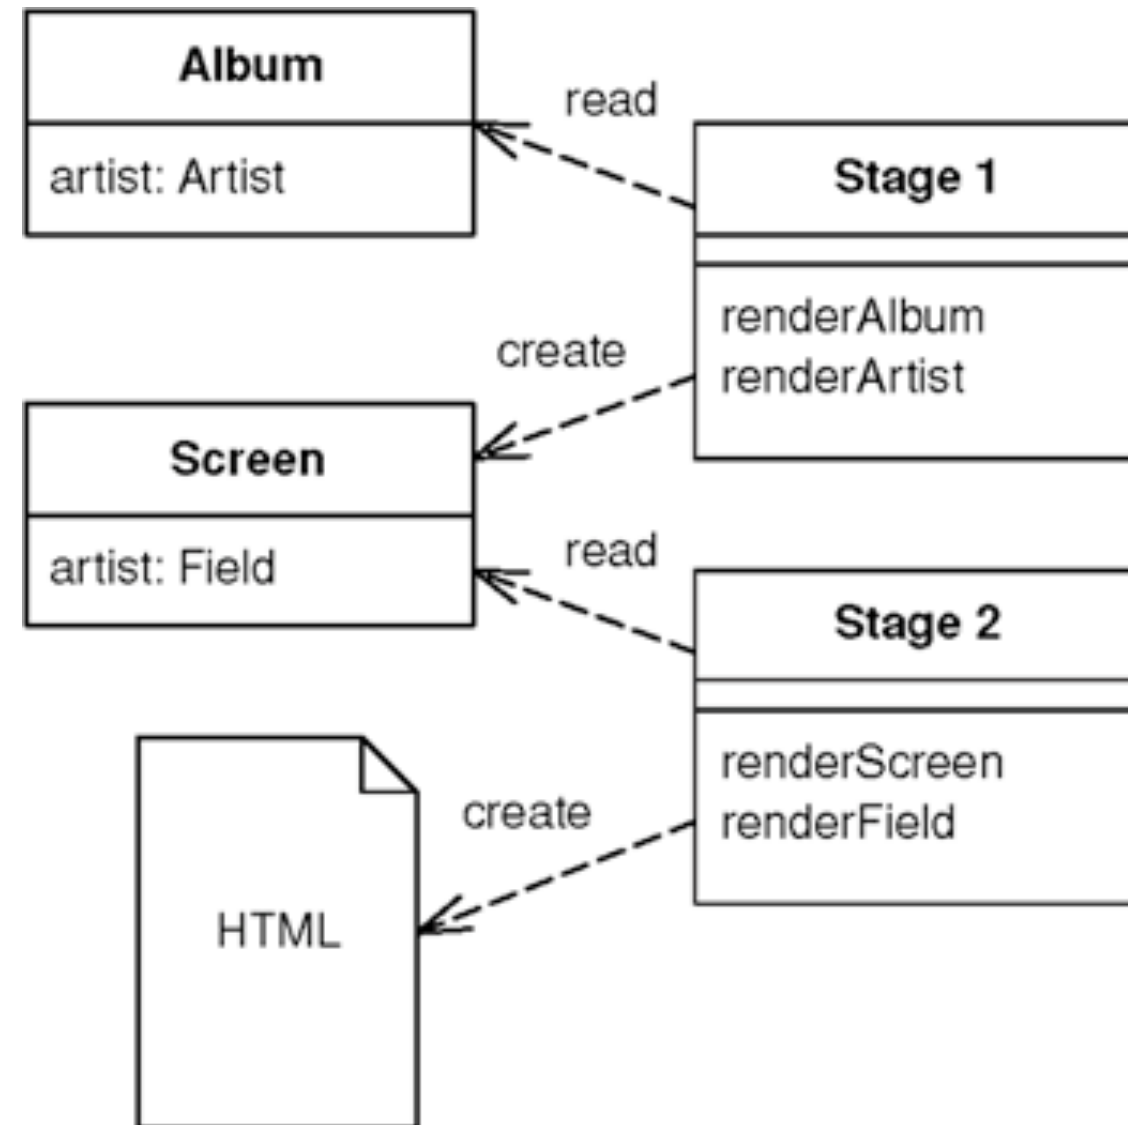 Album
artist: Artist
read
Stage 1
renderAlbum
renderArtist
create
Screen
artist: Field
read
Stage 2
renderScreen
renderField
create
HTML